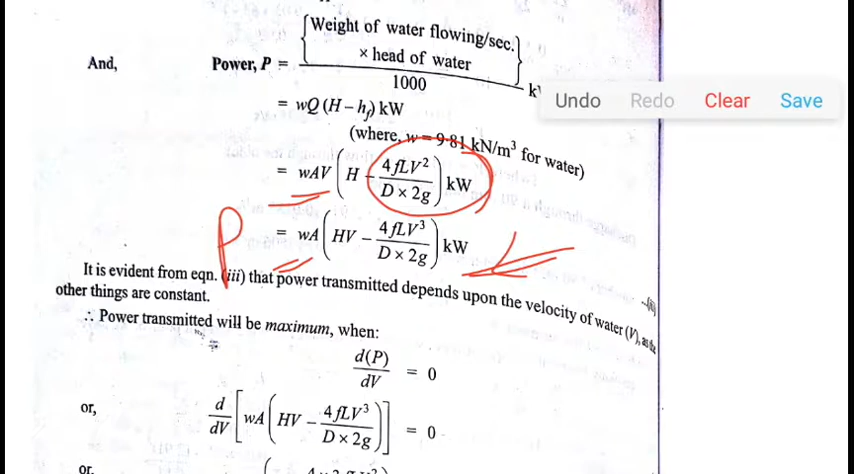 {Weight of water flowing/sec.
× head of water}
And, Power, P = ――― k
1000
= wQ (H – h_f) kW
(where, w = 9·81 kN/m³ for water)
= wAV (H – 4fLV² / D × 2g) kW
P = wA (HV – 4fLV³ / D × 2g) kW
It is evident from eqn. (iii) that power transmitted depends upon the velocity of water (V), as the
other things are constant.
∴ Power transmitted will be maximum, when:
d(P) / dV = 0
or, d/dV [wA (HV – 4fLV³ / D × 2g)] = 0
or,
Undo Redo Clear Save